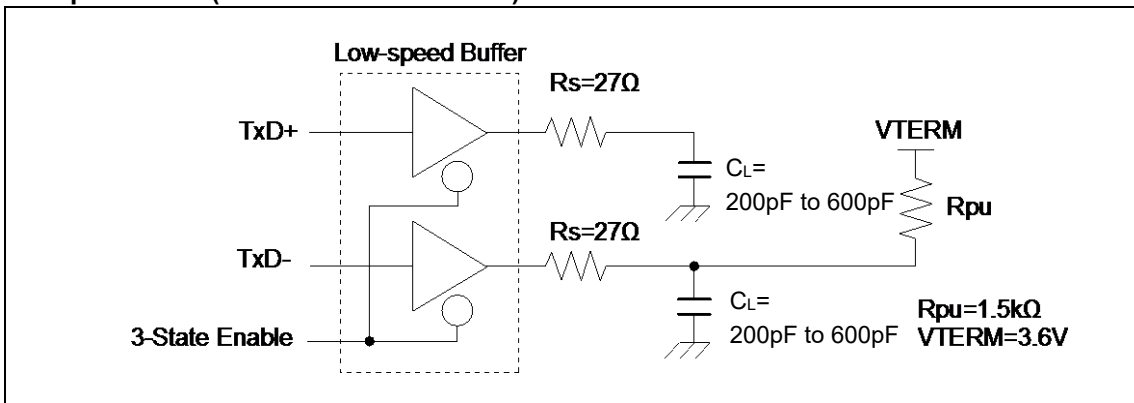 Low-speed Buffer
Rs=27Ω
TxD+
VTERM
CL=
200pF to 600pF
Rpu
Rs=27Ω
TxD-
CL=
200pF to 600pF
Rpu=1.5kΩ
VTERM=3.6V
3-State Enable